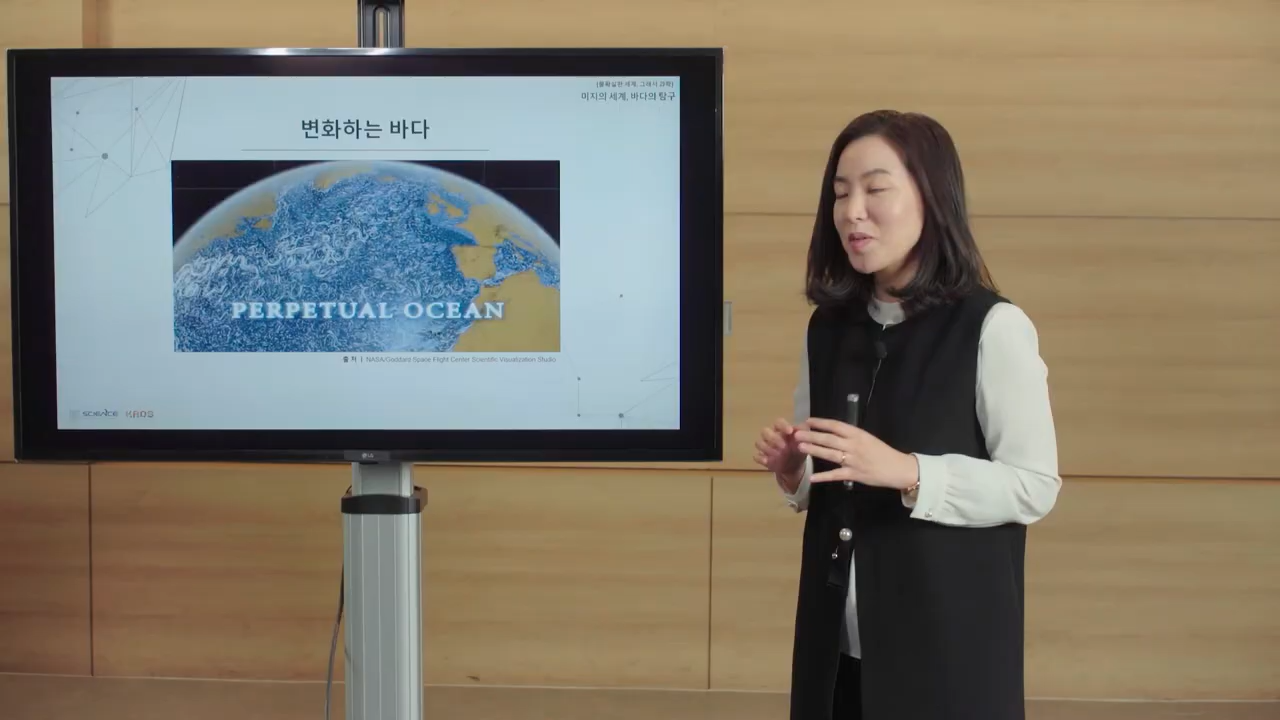 [불확실한 세계, 그래서 과학]
미지의 세계, 바다의 탐구
변화하는 바다
PERPETUAL OCEAN
출처 | NASA/Goddard Space Flight Center Scientific Visualization Studio
SCIENCE KAOS
LG